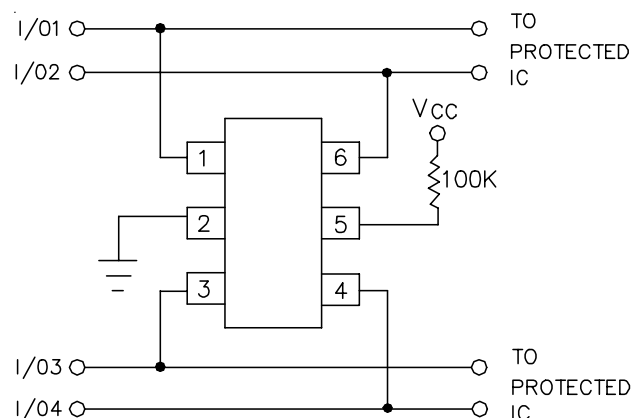 I/01
TO
PROTECTED
IC
I/02
VCC
100K
1
6
2
5
3
4
I/03
TO
PROTECTED
IC
I/04